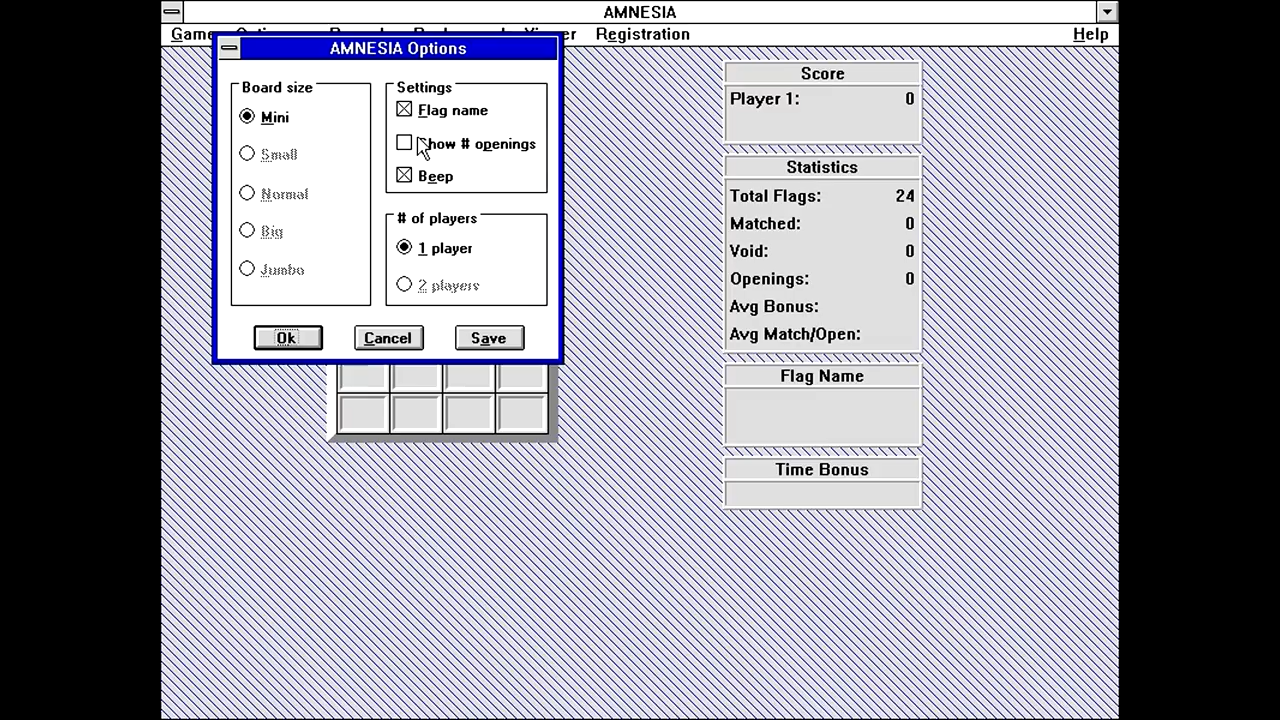 AMNESIA
Game
Registration
Help
AMNESIA Options
Board size
Mini
Small
Normal
Big
Jumbo
Settings
Flag name
# openings
Beep
# of players
1 player
2 players
Ok
Cancel
Save
Score
Player 1: 0
Statistics
Total Flags: 24
Matched: 0
Void: 0
Openings: 0
Avg Bonus:
Avg Match/Open:
Flag Name
Time Bonus